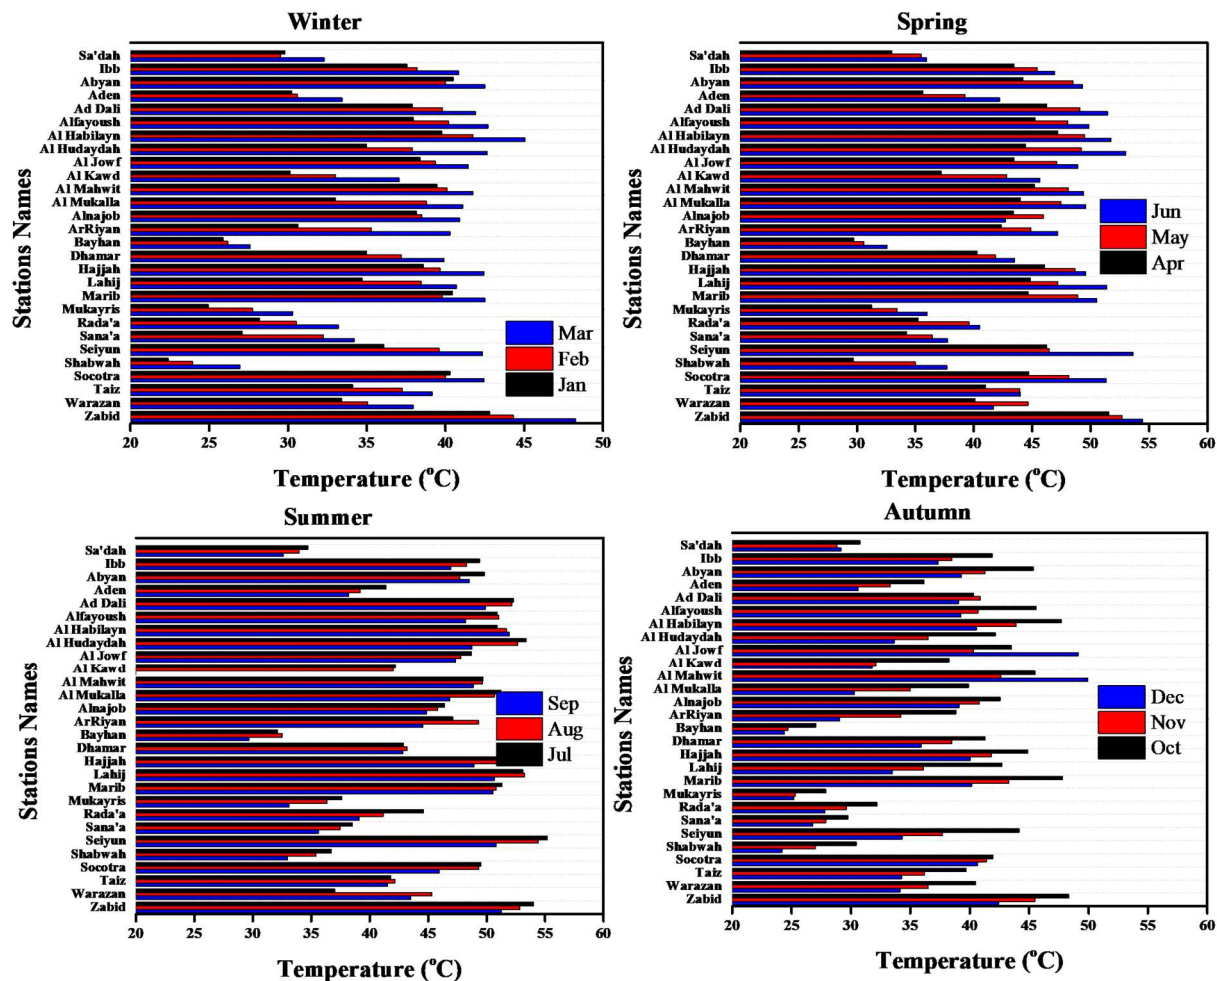 Winter
Stations Names
Sa'dah
Ibb
Abyan
Aden
Ad Dali
Alfayoush
Al Habilayn
Al Hudaydah
Al Jowf
Al Kawd
Al Mahwit
Al Mukalla
Alnajob
ArRiyan
Bayhan
Dhamar
Hajjah
Lahij
Marib
Mukayris
Rada'a
Sana'a
Seiyun
Shabwah
Socotra
Taiz
Warazan
Zabid
Mar
Feb
Jan
20 25 30 35 40 45 50
Temperature (°C)
Spring
Stations Names
Sa'dah
Ibb
Abyan
Aden
Ad Dali
Alfayoush
Al Habilayn
Al Hudaydah
Al Jowf
Al Kawd
Al Mahwit
Al Mukalla
Alnajob
ArRiyan
Bayhan
Dhamar
Hajjah
Lahij
Marib
Mukayris
Rada'a
Sana'a
Seiyun
Shabwah
Socotra
Taiz
Warazan
Zabid
Jun
May
Apr
20 25 30 35 40 45 50 55 60
Temperature (°C)
Summer
Stations Names
Sa'dah
Ibb
Abyan
Aden
Ad Dali
Alfayoush
Al Habilayn
Al Hudaydah
Al Jowf
Al Kawd
Al Mahwit
Al Mukalla
Alnajob
ArRiyan
Bayhan
Dhamar
Hajjah
Lahij
Marib
Mukayris
Rada'a
Sana'a
Seiyun
Shabwah
Socotra
Taiz
Warazan
Zabid
Sep
Aug
Jul
20 25 30 35 40 45 50 55 60
Temperature (°C)
Autumn
Stations Names
Sa'dah
Ibb
Abyan
Aden
Ad Dali
Alfayoush
Al Habilayn
Al Hudaydah
Al Jowf
Al Kawd
Al Mahwit
Al Mukalla
Alnajob
ArRiyan
Bayhan
Dhamar
Hajjah
Lahij
Marib
Mukayris
Rada'a
Sana'a
Seiyun
Shabwah
Socotra
Taiz
Warazan
Zabid
Dec
Nov
Oct
20 25 30 35 40 45 50 55 60
Temperature (°C)